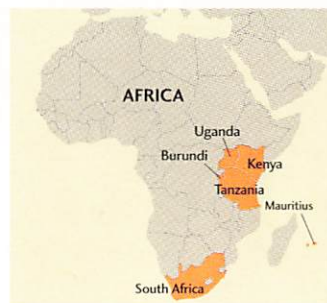 AFRICA
Uganda
Burundi
Kenya
Tanzania
Mauritius
South Africa